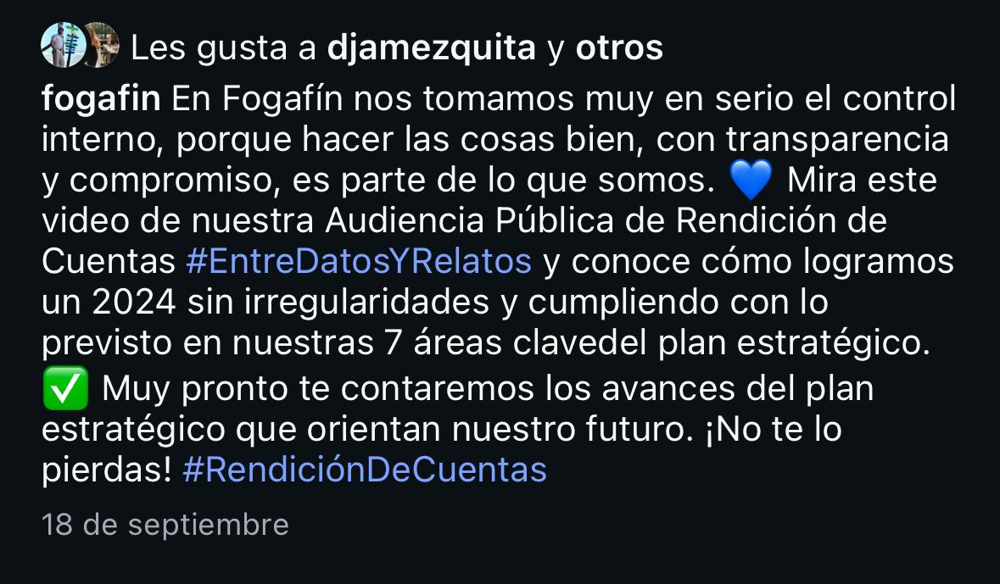 Les gusta a djamezquita y otros
fogafin En Fogafín nos tomamos muy en serio el control
interno, porque hacer las cosas bien, con transparencia
y compromiso, es parte de lo que somos. 💙 Mira este
video de nuestra Audiencia Pública de Rendición de
Cuentas #EntreDatosYRelatos y conoce cómo logramos
un 2024 sin irregularidades y cumpliendo con lo
previsto en nuestras 7 áreas clavedel plan estratégico.
✅ Muy pronto te contaremos los avances del plan
estratégico que orientan nuestro futuro. ¡No te lo
pierdas! #RendiciónDeCuentas
18 de septiembre